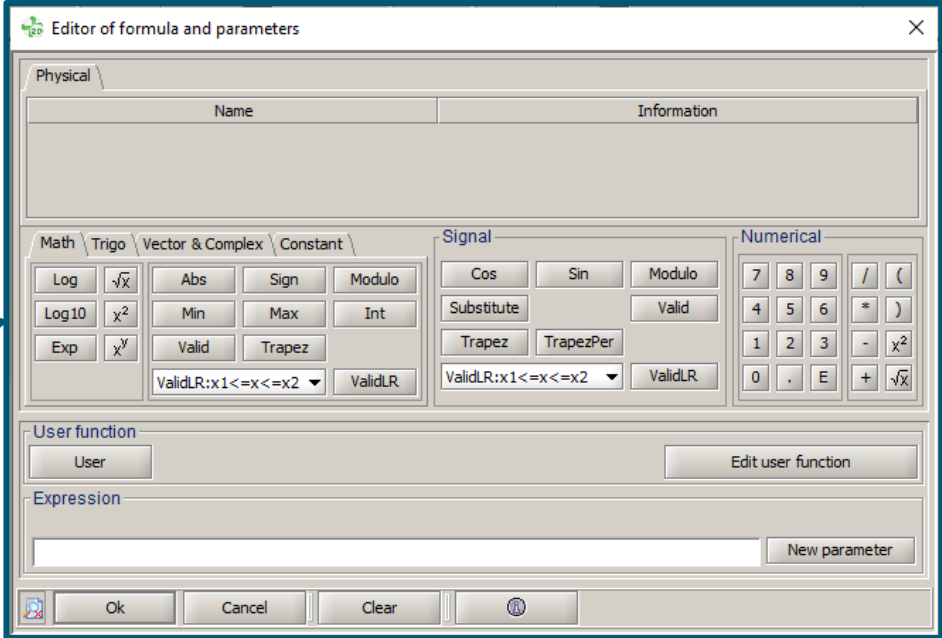 2D Editor of formula and parameters
Physical
Name Information
Math Trigo Vector & Complex Constant Signal Numerical
Log √x Abs Sign Modulo Cos Sin Modulo 7 8 9 / (
Log10 x² Min Max Int Substitute Valid 4 5 6 * )
Exp xʸ Valid Trapez Trapez TrapezPer 1 2 3 - x²
ValidLR:x1<=x<=x2 ValidLR ValidLR:x1<=x<=x2 ValidLR 0 . E + √x
User function
User Edit user function
Expression
New parameter
Ok Cancel Clear